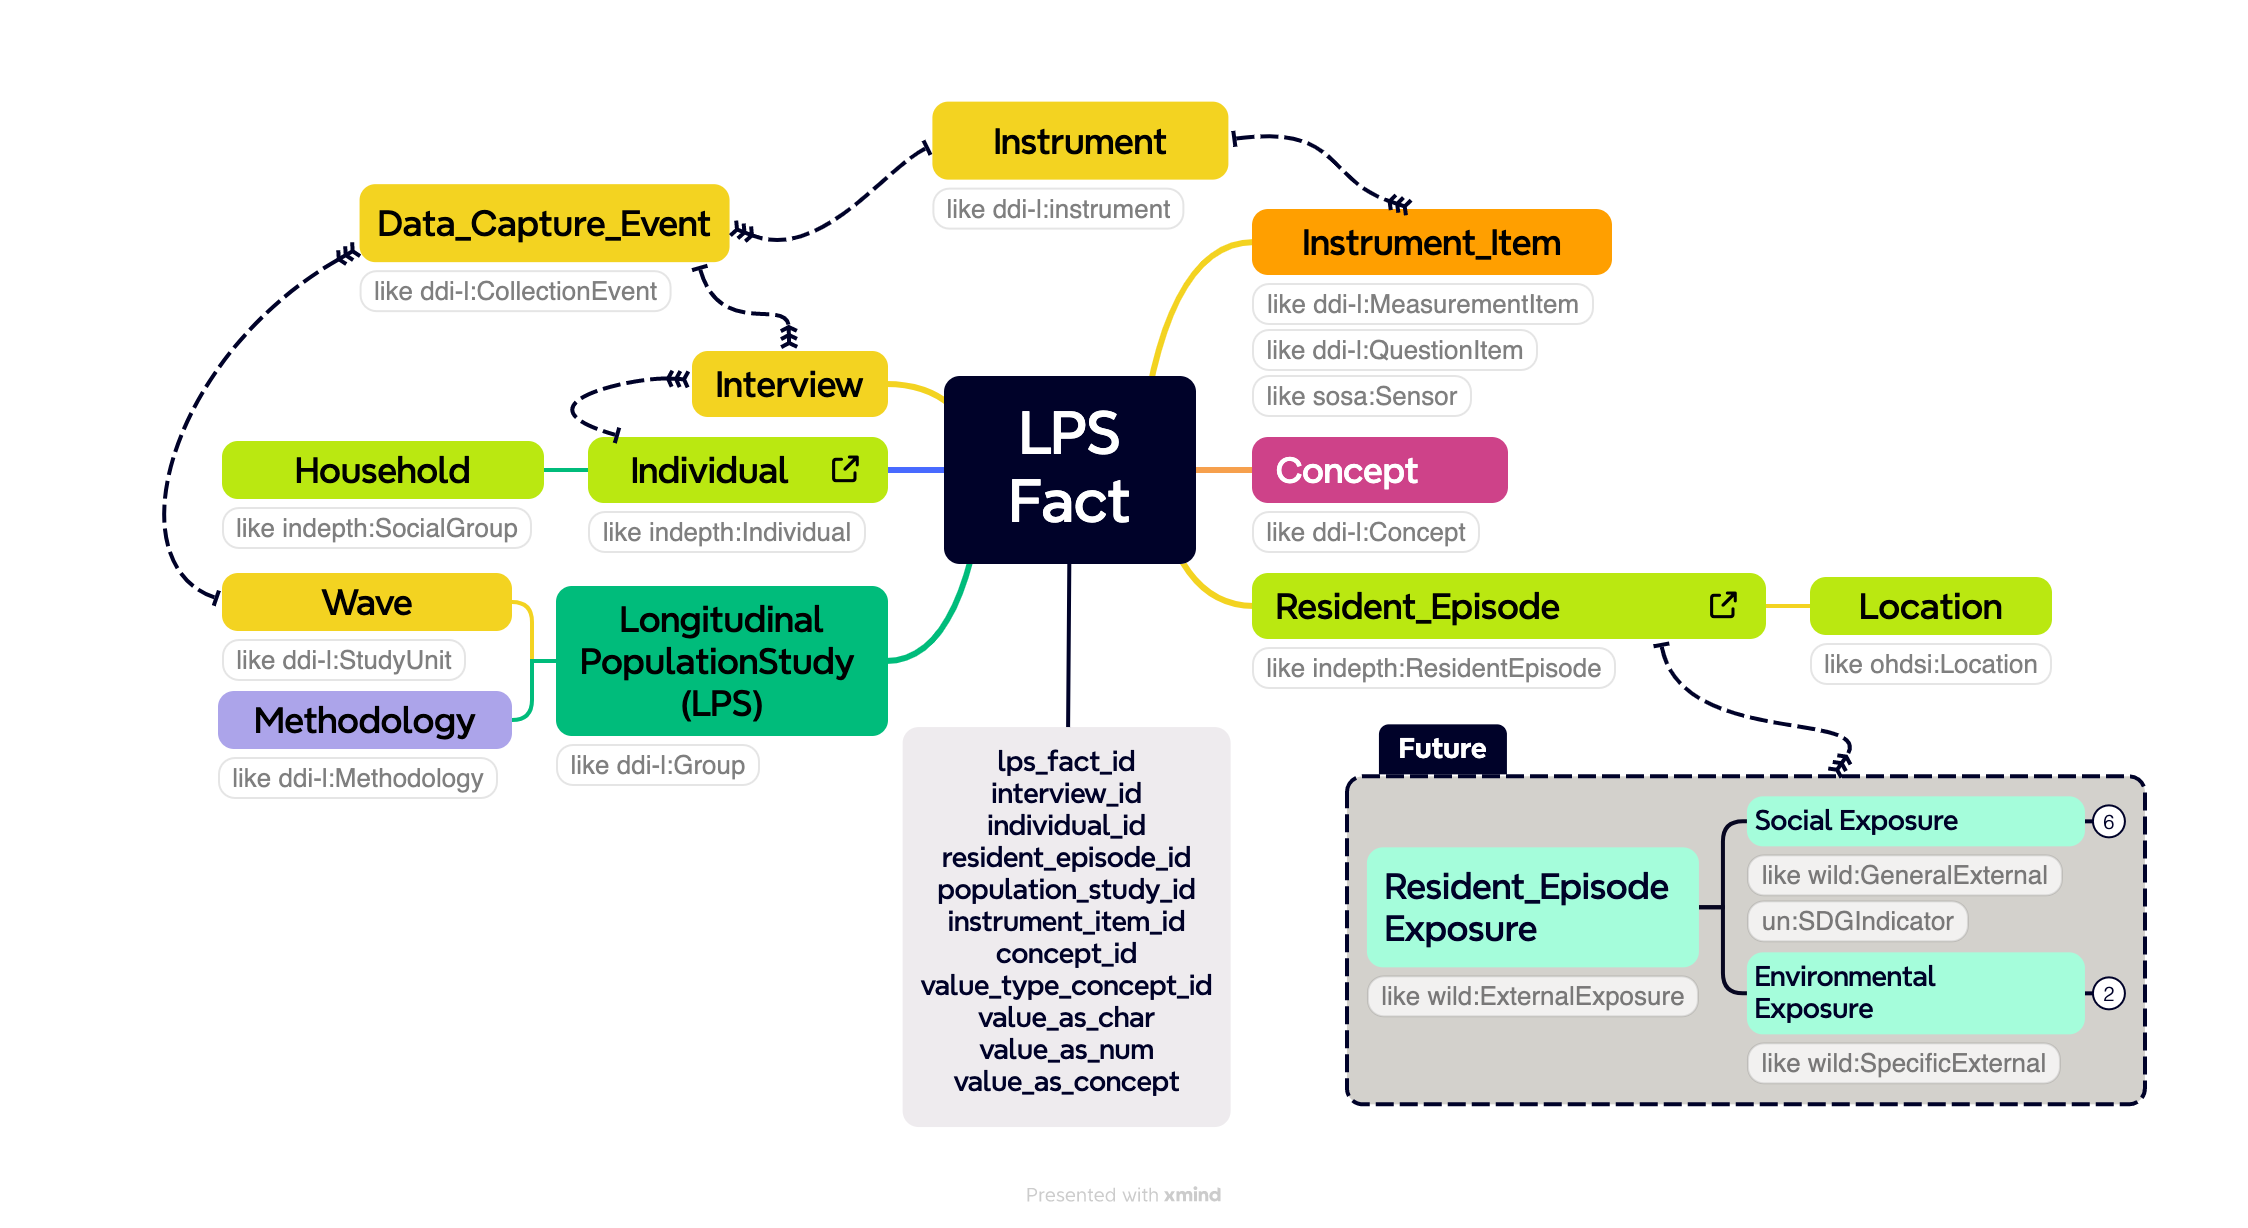 Instrument
like ddi-l:instrument
Data_Capture_Event
like ddi-l:CollectionEvent
Instrument_Item
like ddi-l:MeasurementItem
like ddi-l:QuestionItem
like sosa:Sensor
Interview
LPS
Fact
Household
like indepth:SocialGroup
Individual
like indepth:Individual
Concept
like ddi-l:Concept
Wave
like ddi-l:StudyUnit
Methodology
like ddi-l:Methodology
Longitudinal
PopulationStudy
(LPS)
like ddi-l:Group
Resident_Episode
like indepth:ResidentEpisode
Location
like ohdsi:Location
lps_fact_id
interview_id
individual_id
resident_episode_id
population_study_id
instrument_item_id
concept_id
value_type_concept_id
value_as_char
value_as_num
value_as_concept
Future
Resident_Episode
Exposure
like wild:ExternalExposure
Social Exposure
6
like wild:GeneralExternal
un:SDGIndicator
Environmental
Exposure
2
like wild:SpecificExternal
Presented with xmind